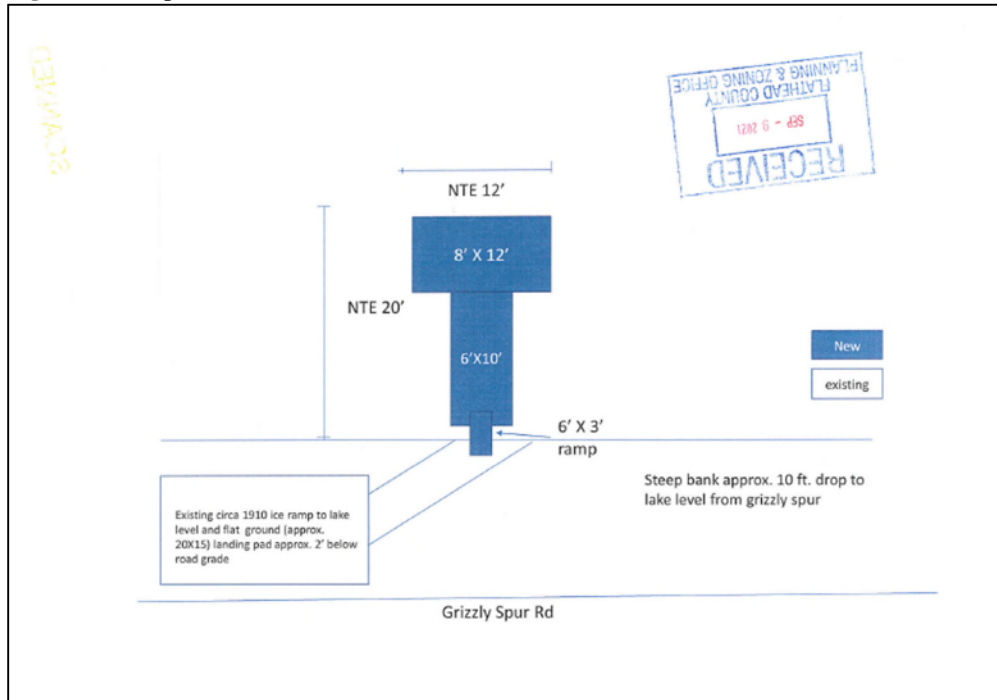 SCANNED
RECEIVED
SEP - 9 2021
FLATHEAD COUNTY
PLANNING & ZONING OFFICE
NTE 12'
8' X 12'
NTE 20'
6'X10'
New
existing
6' X 3'
ramp
Steep bank approx. 10 ft. drop to
lake level from grizzly spur
Existing circa 1910 ice ramp to lake
level and flat ground (approx.
20X15) landing pad approx. 2' below
road grade
Grizzly Spur Rd